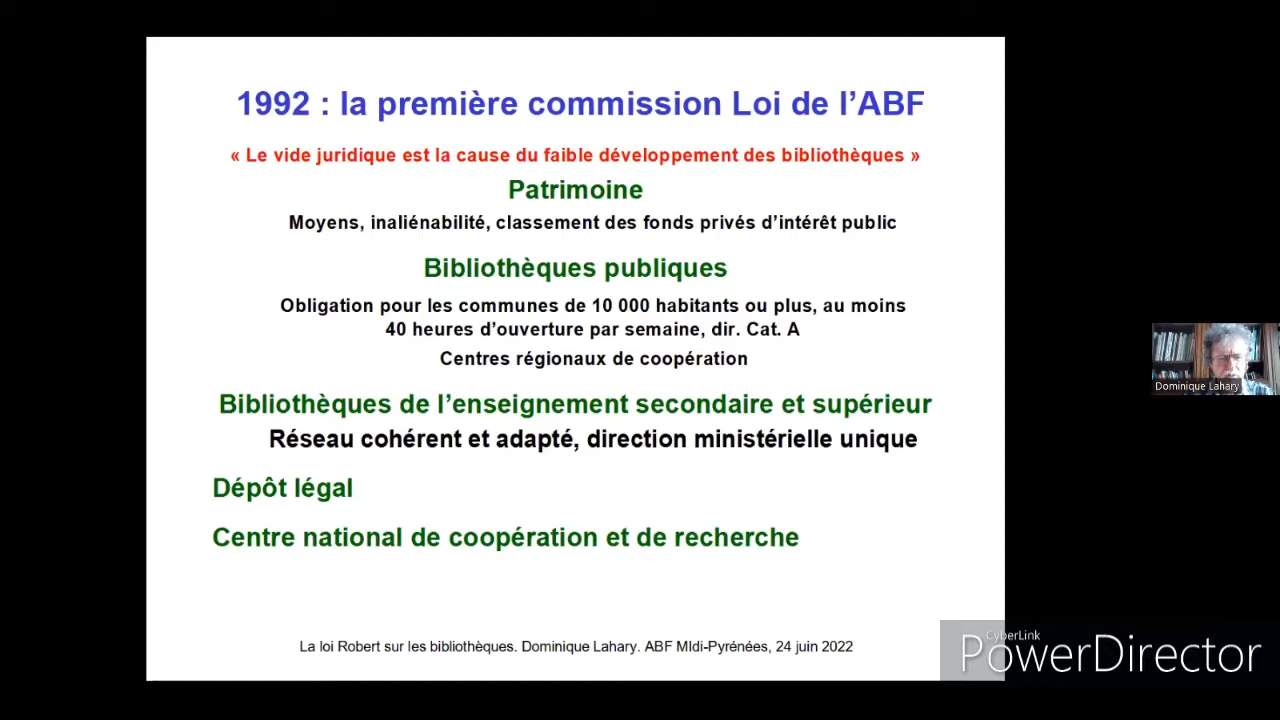 1992 : la première commission Loi de l’ABF
« Le vide juridique est la cause du faible développement des bibliothèques »
Patrimoine
Moyens, inaliénabilité, classement des fonds privés d’intérêt public
Bibliothèques publiques
Obligation pour les communes de 10 000 habitants ou plus, au moins
40 heures d’ouverture par semaine, dir. Cat. A
Centres régionaux de coopération
Bibliothèques de l’enseignement secondaire et supérieur
Réseau cohérent et adapté, direction ministérielle unique
Dépôt légal
Centre national de coopération et de recherche
La loi Robert sur les bibliothèques. Dominique Lahary. ABF MIdi-Pyrénées, 24 juin 2022
Dominique Lahary
CyberLink
PowerDirector